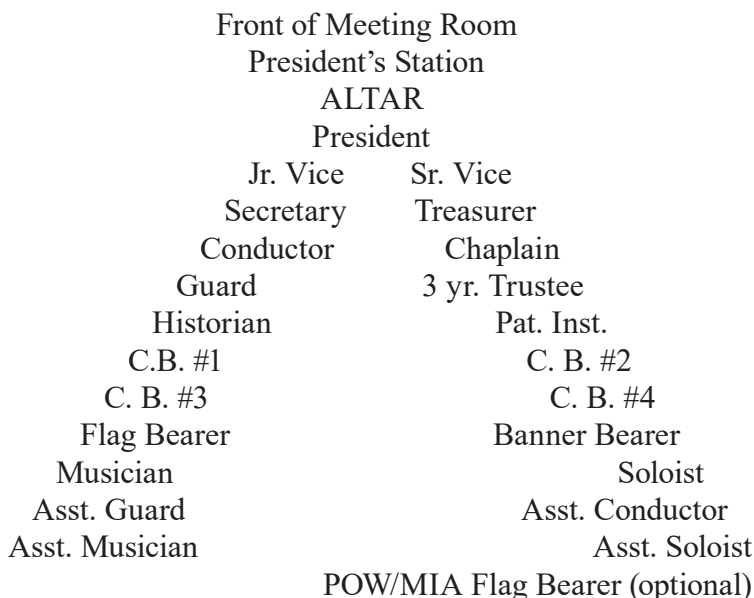 Front of Meeting Room
President’s Station
ALTAR
President
Jr. Vice Sr. Vice
Secretary Treasurer
Conductor Chaplain
Guard 3 yr. Trustee
Historian Pat. Inst.
C.B. #1 C. B. #2
C. B. #3 C. B. #4
Flag Bearer Banner Bearer
Musician Soloist
Asst. Guard Asst. Conductor
Asst. Musician Asst. Soloist
POW/MIA Flag Bearer (optional)